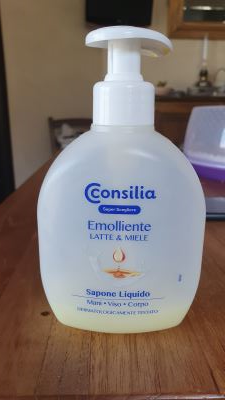 Consilia
Emolliente
LATTE & MIELE
Sapone Liquido
Mani • Viso • Corpo
DERMATOLOGICAMENTE TESTATO